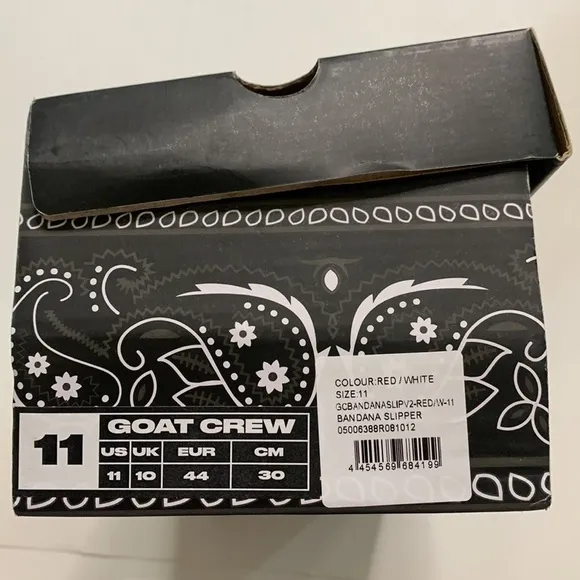 11
GOAT CREW
US UK EUR CM
11 10 44 30
COLOUR:RED / WHITE
SIZE:11
GCBANDANASLIPV2-RED/W-11
BANDANA SLIPPER
05006388R081012
4 454569 684199